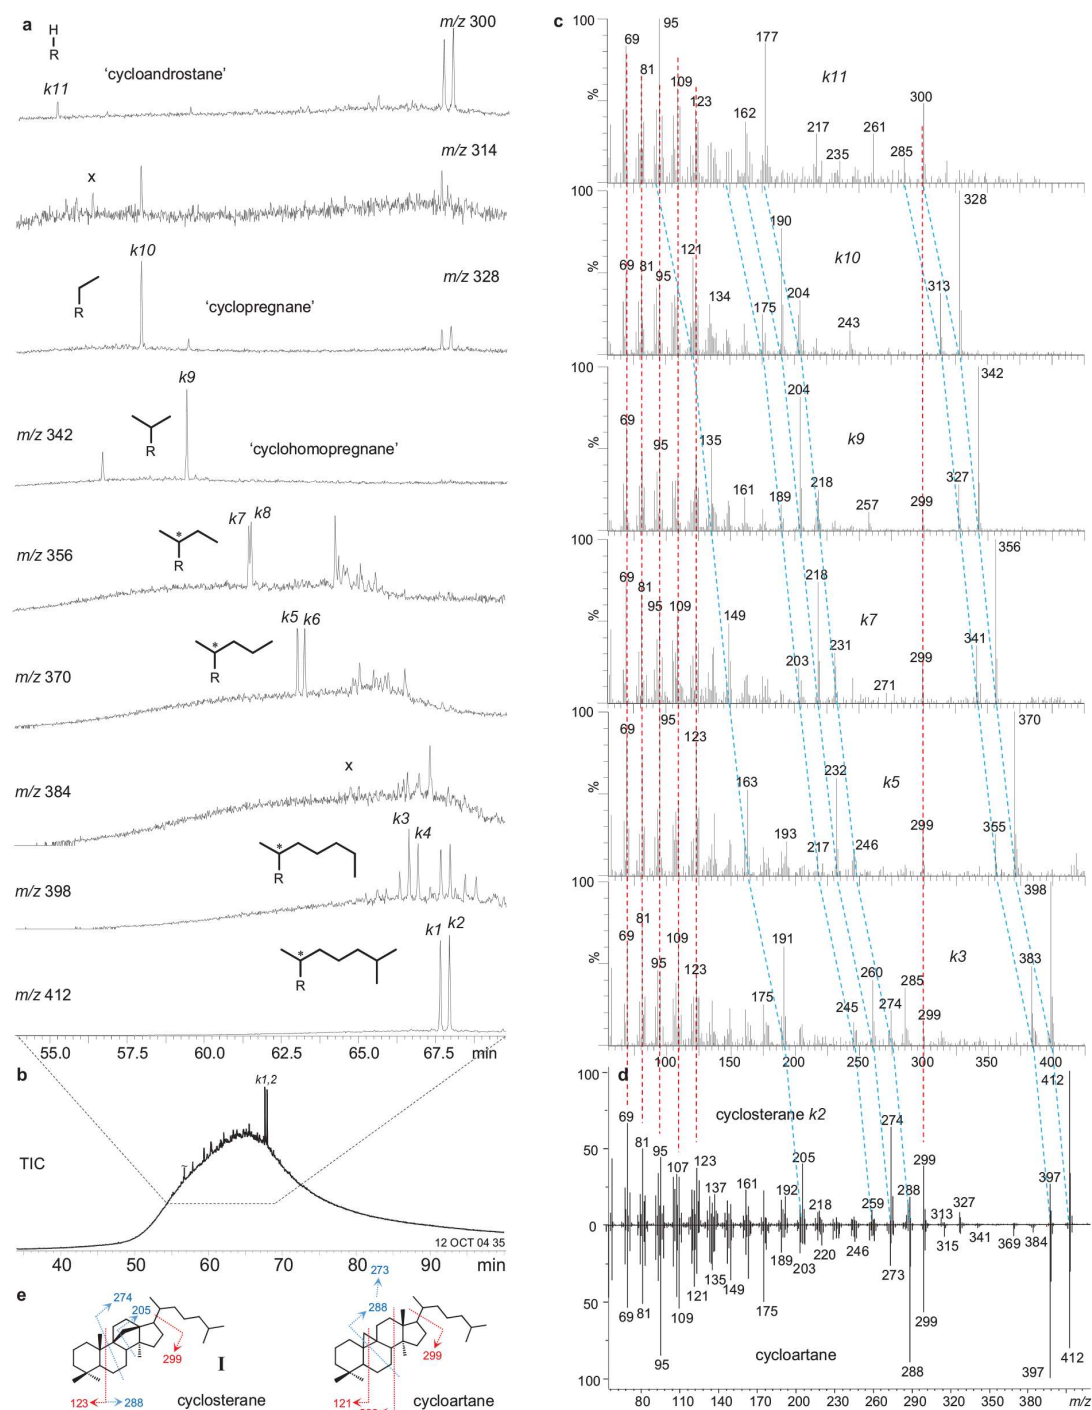 a
H
R
k11
'cycloandrostane'
m/z 300
m/z 314
x
k10
R
'cyclopregnane'
m/z 328
k9
m/z 342
R
'cyclohomopregnane'
k7 k8
m/z 356
*
R
k5 k6
m/z 370
*
R
m/z 384
x
k3
k4
m/z 398
*
R
k1 k2
m/z 412
*
R
55.0 57.5 60.0 62.5 65.0 67.5 min
b
k1,2
TIC
12 OCT 04 35
40 50 60 70 80 90 min
c
100
%
69
81
95
109
123
162
177
217
235
261
285
300
k11
100
%
69 81
95
121
134
175
190
204
243
313
328
k10
100
%
69
95
135
161
189
204
218
257
299
327
342
k9
100
%
69
81
95 109
149
203
218
231
271
299
341
356
k7
100
%
69
95
123
163
193
217
232
246
299
355
370
k5
100
%
69
81
95
109
123
175
191
245
260
274
285
299
383
398
k3
100 150 200 250 300 350 400
d
100
50
0
50
100
cyclosterane k2
69
81
95
107
123
137
161
192
205
218
259
274
288
299
313
327
341
369
384
397
412
69 81
95
109
121
135
149
175
189
203
220
246
273
288
299
315
397
412
cycloartane
80 110 140 170 200 230 260 290 320 350 380 m/z
e
274
205
299
I
123
288
cyclosterane
273
288
299
121
cycloartane